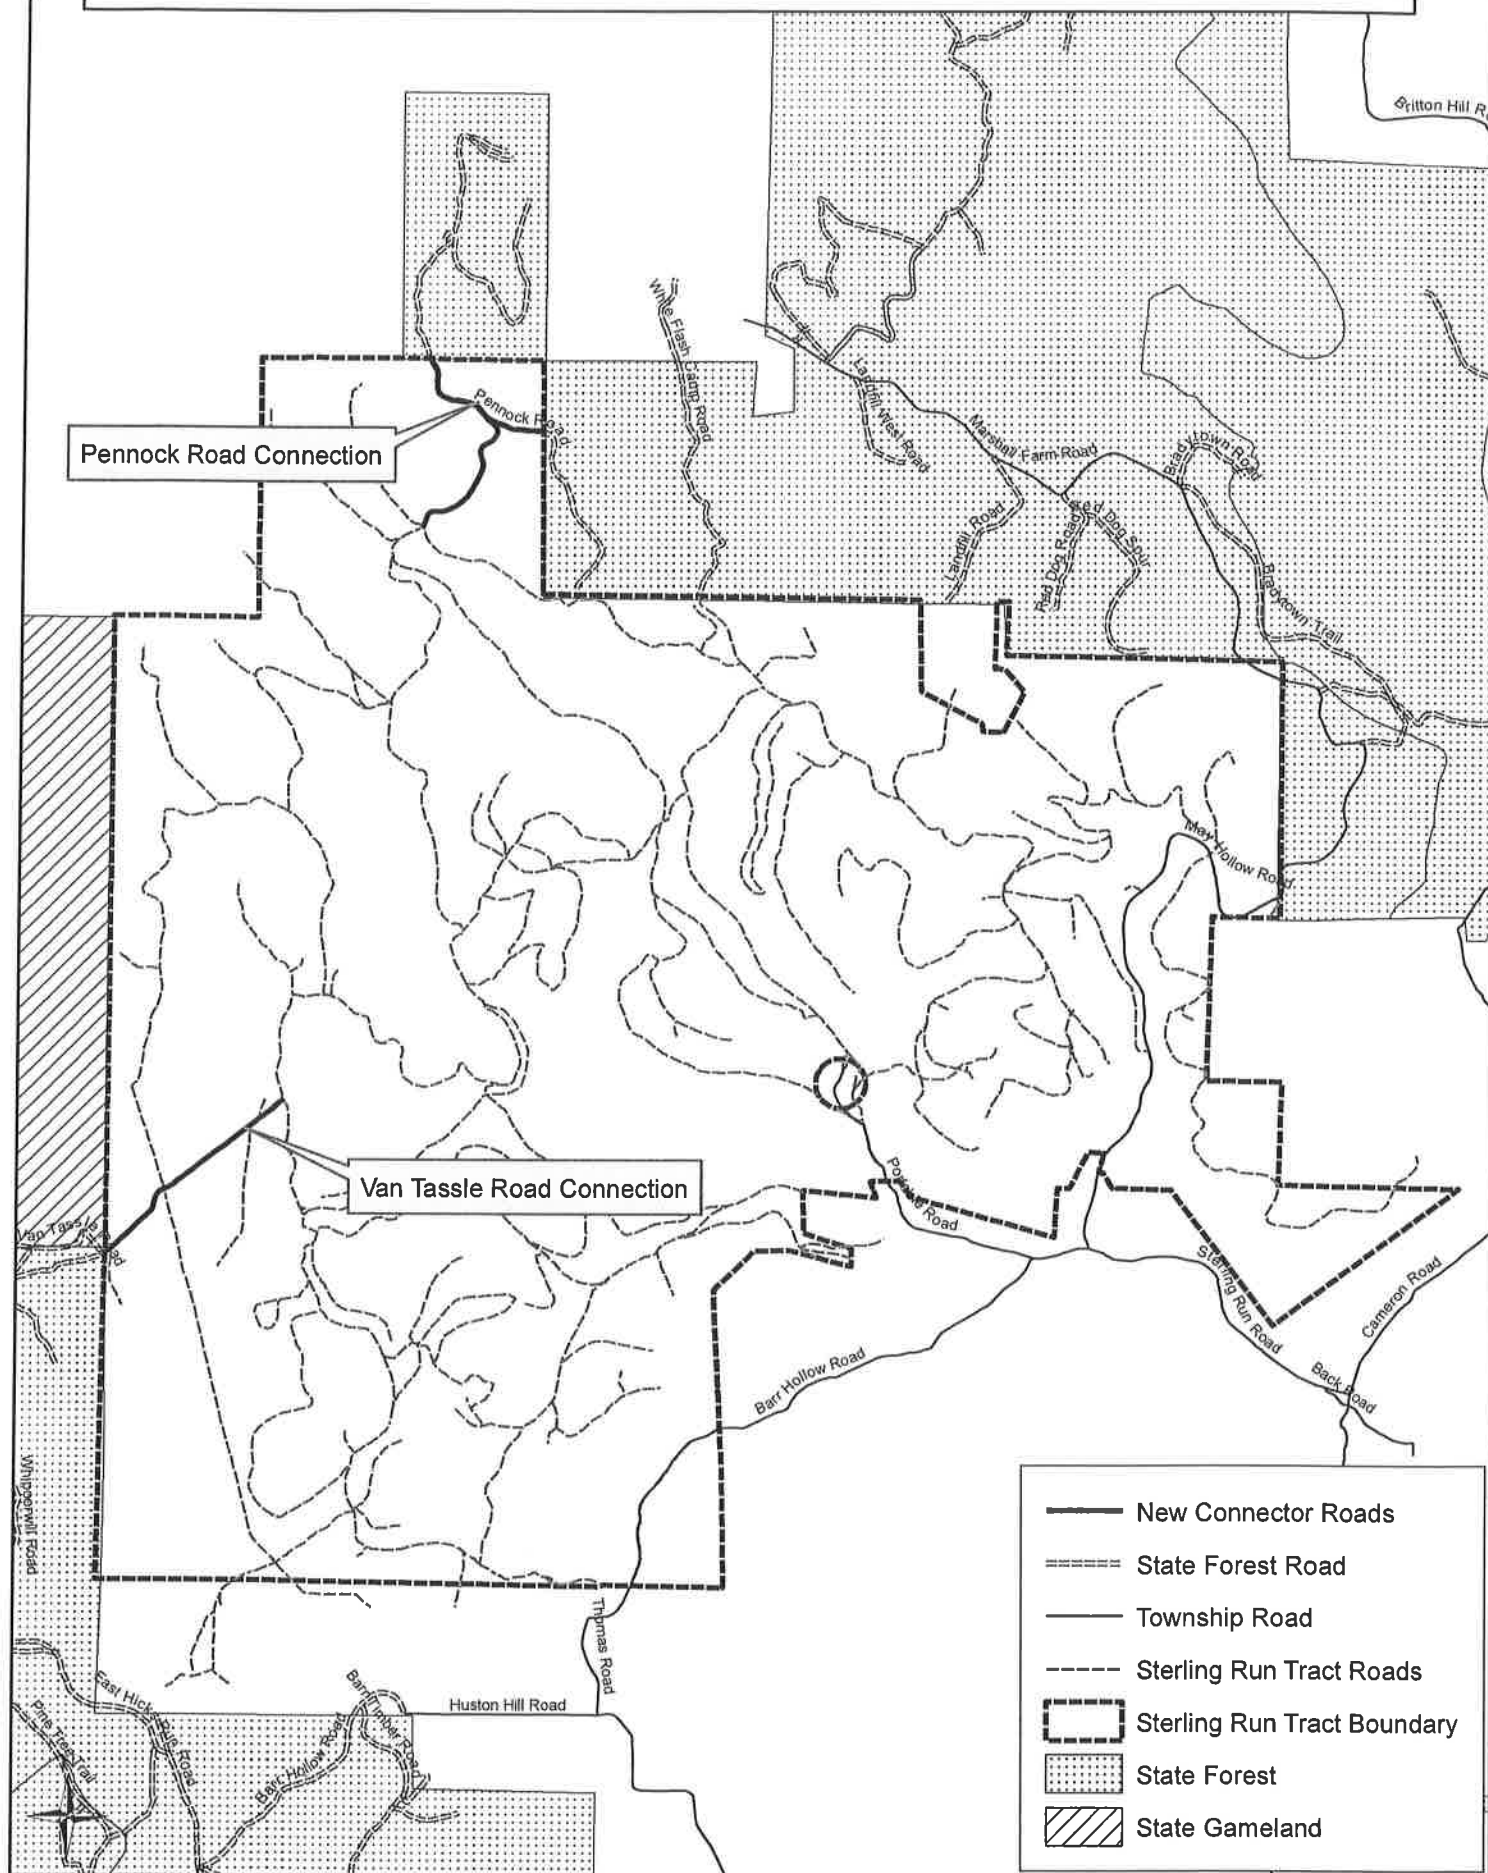 Britton Hill R
White Flash Camp Road
Pennock Road
Pennock Road Connection
Landfill West Road
Marshall Farm Road
Bradytown Road
Landfill Road
Red Dog Road
Red Dog Spur
Bradytown Trail
May Hollow Road
Van Tassle Road Connection
Van Tassle Road
Road
Sterling Run Road
Cameron Road
Back Road
Barr Hollow Road
Whippoorwill Road
Thomas Road
Huston Hill Road
East Hicks Run Road
Pine Tree Trail
Barr Hollow Road
Barr Timber Road
New Connector Roads
State Forest Road
Township Road
Sterling Run Tract Roads
Sterling Run Tract Boundary
State Forest
State Gameland